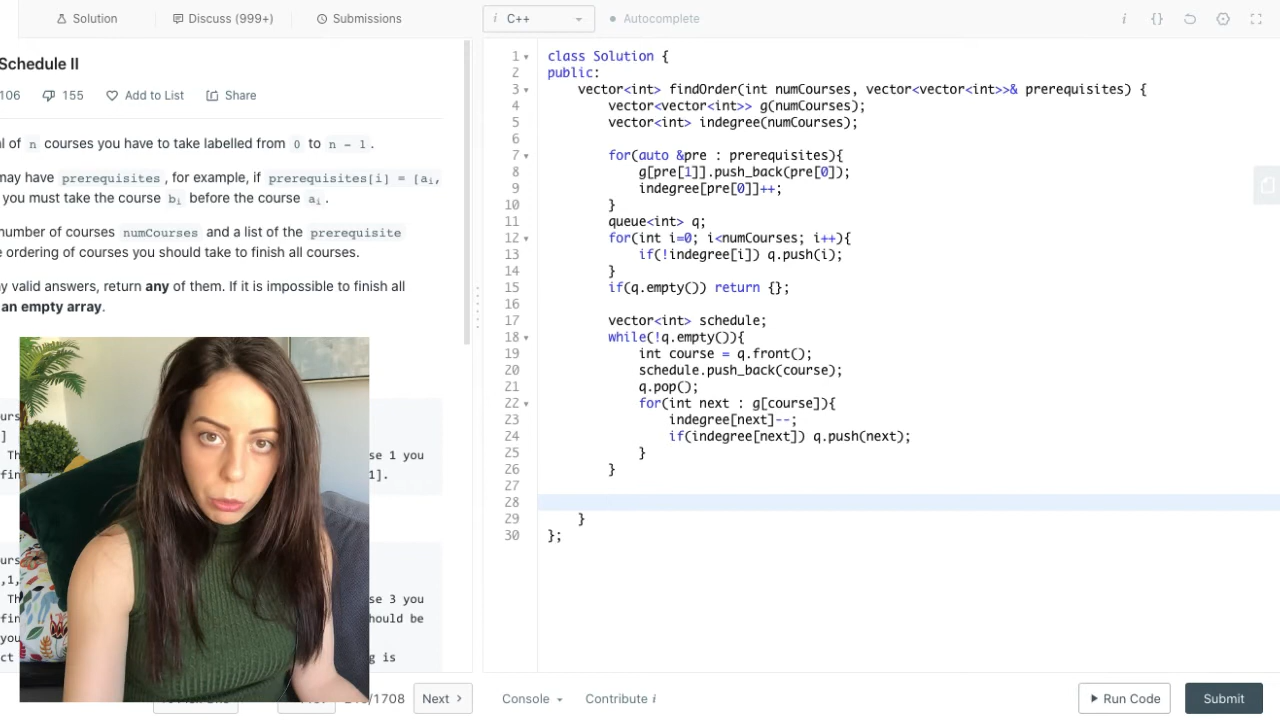 Solution
Discuss (999+)
Submissions
i C++
Autocomplete
i {}
Schedule II
106 155 Add to List Share
n courses you have to take labelled from 0 to n - 1 .
may have prerequisites , for example, if prerequisites[i] = [ai,
you must take the course bi before the course ai .
number of courses numCourses and a list of the prerequisite
ordering of courses you should take to finish all courses.
valid answers, return any of them. If it is impossible to finish all
an empty array.
]
1 you
1].
,1,
3 you
be
is
/1708
Next >
1 class Solution {
2 public:
3 vector<int> findOrder(int numCourses, vector<vector<int>>& prerequisites) {
4 vector<vector<int>> g(numCourses);
5 vector<int> indegree(numCourses);
6
7 for(auto &pre : prerequisites){
8 g[pre[1]].push_back(pre[0]);
9 indegree[pre[0]]++;
10 }
11 queue<int> q;
12 for(int i=0; i<numCourses; i++){
13 if(!indegree[i]) q.push(i);
14 }
15 if(q.empty()) return {};
16
17 vector<int> schedule;
18 while(!q.empty()){
19 int course = q.front();
20 schedule.push_back(course);
21 q.pop();
22 for(int next : g[course]){
23 indegree[next]--;
24 if(indegree[next]) q.push(next);
25 }
26 }
27
28
29 }
30 };
Console
Contribute i
Run Code
Submit